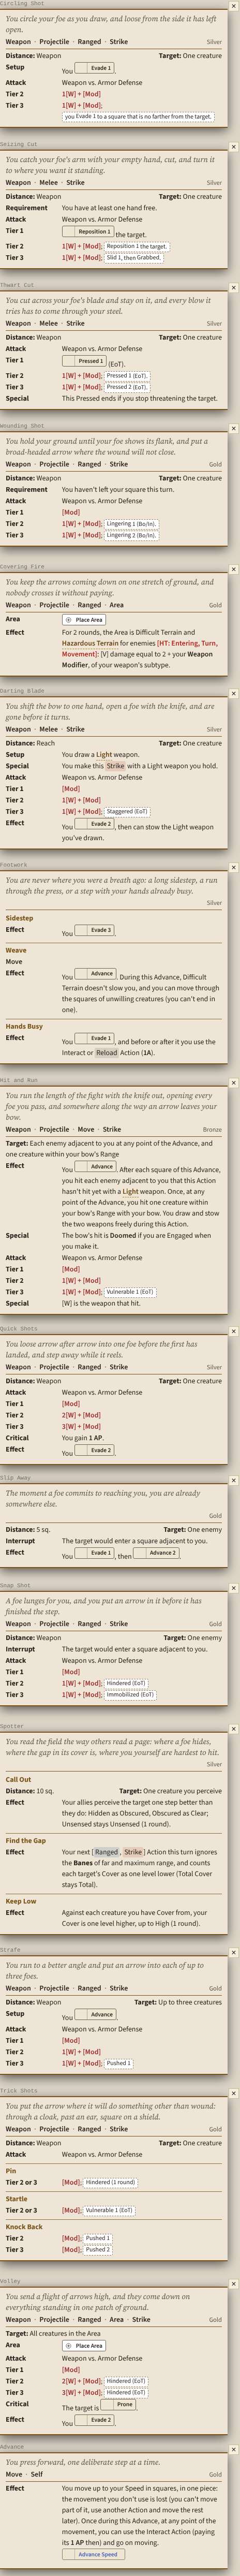 Circling Shot
You circle your foe as you draw, and loose from the side it has left
open.
Weapon · Projectile · Ranged · Strike Silver
Distance: Weapon Target: One creature
Setup You Evade 1.
Attack Weapon vs. Armor Defense
Tier 2 1[W] + [Mod]
Tier 3 1[W] + [Mod];
you Evade 1 to a square that is no farther from the target.
Seizing Cut
You catch your foe's arm with your empty hand, cut, and turn it
to where you want it standing.
Weapon · Melee · Strike Silver
Distance: Weapon Target: One creature
Requirement You have at least one hand free.
Attack Weapon vs. Armor Defense
Tier 1 Reposition 1 the target.
Tier 2 1[W] + [Mod]; Reposition 1 the target.
Tier 3 1[W] + [Mod]; Slid 1, then Grabbed.
Thwart Cut
You cut across your foe's blade and stay on it, and every blow it
tries has to come through your steel.
Weapon · Melee · Strike Silver
Distance: Weapon Target: One creature
Attack Weapon vs. Armor Defense
Tier 1 Pressed 1 (EoT).
Tier 2 1[W] + [Mod]; Pressed 1 (EoT).
Tier 3 1[W] + [Mod]; Pressed 2 (EoT).
Special This Pressed ends if you stop threatening the target.
Wounding Shot
You hold your ground until your foe shows its flank, and put a
broad-headed arrow where the wound will not close.
Weapon · Projectile · Ranged · Strike Gold
Distance: Weapon Target: One creature
Requirement You haven't left your square this turn.
Attack Weapon vs. Armor Defense
Tier 1 [Mod]
Tier 2 1[W] + [Mod]; Lingering 1 (Bo/In).
Tier 3 1[W] + [Mod]; Lingering 2 (Bo/In).
Covering Fire
You keep the arrows coming down on one stretch of ground, and
nobody crosses it without paying.
Weapon · Projectile · Ranged · Area Gold
Area Place Area
Effect For 2 rounds, the Area is Difficult Terrain and
Hazardous Terrain for enemies [HT: Entering, Turn,
Movement]: [V] damage equal to 2 + your Weapon
Modifier, of your weapon's subtype.
Darting Blade
You shift the bow to one hand, open a foe with the knife, and are
gone before it turns.
Weapon · Melee · Strike Silver
Distance: Reach Target: One creature
Setup You draw a Light weapon.
Special You make this Strike with a Light weapon you hold.
Attack Weapon vs. Armor Defense
Tier 1 [Mod]
Tier 2 1[W] + [Mod]
Tier 3 1[W] + [Mod]; Staggered (EoT)
Effect You Evade 2, then can stow the Light weapon
you've drawn.
Footwork
You are never where you were a breath ago: a long sidestep, a run
through the press, or a step with your hands already busy.
Silver
Sidestep
Effect You Evade 3.
Weave
Move
Effect You Advance. During this Advance, Difficult
Terrain doesn't slow you, and you can move through
the squares of unwilling creatures (you can't end in
one).
Hands Busy
Effect You Evade 1, and before or after it you use the
Interact or Reload Action (1A).
Hit and Run
You run the length of the fight with the knife out, opening every
foe you pass, and somewhere along the way an arrow leaves your
bow.
Weapon · Projectile · Move · Strike Bronze
Target: Each enemy adjacent to you at any point of the Advance, and
one creature within your bow's Range
Effect You Advance. After each square of this Advance,
you hit each enemy adjacent to you that this Action
hasn't hit yet with a Light weapon. Once, at any
point of the Advance, you hit one creature within
your bow's Range with your bow. You draw and stow
the two weapons freely during this Action.
Special The bow's hit is Doomed if you are Engaged when
you make it.
Attack Weapon vs. Armor Defense
Tier 1 [Mod]
Tier 2 1[W] + [Mod]
Tier 3 1[W] + [Mod]; Vulnerable 1 (EoT)
Special [W] is the weapon that hit.
Quick Shots
You loose arrow after arrow into one foe before the first has
landed, and step away while it reels.
Weapon · Projectile · Ranged · Strike Silver
Distance: Weapon Target: One creature
Attack Weapon vs. Armor Defense
Tier 1 [Mod]
Tier 2 2[W] + [Mod]
Tier 3 3[W] + [Mod]
Critical You gain 1 AP.
Effect You Evade 2.
Slip Away
The moment a foe commits to reaching you, you are already
somewhere else.
Gold
Distance: 5 sq. Target: One enemy
Interrupt The target would enter a square adjacent to you.
Effect You Evade 1, then Advance 2.
Snap Shot
A foe lunges for you, and you put an arrow in it before it has
finished the step.
Weapon · Projectile · Ranged · Strike Gold
Distance: Weapon Target: One enemy
Interrupt The target would enter a square adjacent to you.
Attack Weapon vs. Armor Defense
Tier 1 [Mod]
Tier 2 1[W] + [Mod]; Hindered (EoT)
Tier 3 1[W] + [Mod]; Immobilized (EoT)
Spotter
You read the field the way others read a page: where a foe hides,
where the gap in its cover is, where you yourself are hardest to hit.
Silver
Call Out
Distance: 10 sq. Target: One creature you perceive
Effect Your allies perceive the target one step better than
they do: Hidden as Obscured, Obscured as Clear;
Unsensed stays Unsensed (1 round).
Find the Gap
Effect Your next [Ranged, Strike] Action this turn ignores
the Banes of far and maximum range, and counts
each target's Cover as one level lower (Total Cover
stays Total).
Keep Low
Effect Against each creature you have Cover from, your
Cover is one level higher, up to High (1 round).
Strafe
You run to a better angle and put an arrow into each of up to
three foes.
Weapon · Projectile · Ranged · Strike Gold
Distance: Weapon Target: Up to three creatures
Setup You Advance.
Attack Weapon vs. Armor Defense
Tier 1 [Mod]
Tier 2 1[W] + [Mod]
Tier 3 1[W] + [Mod]; Pushed 1
Trick Shots
You put the arrow where it will do something other than wound:
through a cloak, past an ear, square on a shield.
Weapon · Projectile · Ranged · Strike Gold
Distance: Weapon Target: One creature
Attack Weapon vs. Armor Defense
Pin
Tier 2 or 3 [Mod]; Hindered (1 round)
Startle
Tier 2 or 3 [Mod]; Vulnerable 1 (EoT)
Knock Back
Tier 2 [Mod]; Pushed 1
Tier 3 [Mod]; Pushed 2
Volley
You send a flight of arrows high, and they come down on
everything standing in one patch of ground.
Weapon · Projectile · Ranged · Area · Strike Gold
Target: All creatures in the Area
Area Place Area
Attack Weapon vs. Armor Defense
Tier 1 [Mod]
Tier 2 2[W] + [Mod]; Hindered (EoT)
Tier 3 3[W] + [Mod]; Hindered (EoT)
Critical The target is Prone.
Effect You Evade 2.
Advance
You press forward, one deliberate step at a time.
Move · Self Gold
Effect You move up to your Speed in squares, in one piece:
the movement you don't use is lost (you can't move
part of it, use another Action and move the rest
later). Once during this Advance, at any point of the
movement, you can use the Interact Action (paying
its 1 AP then) and go on moving.
Advance Speed